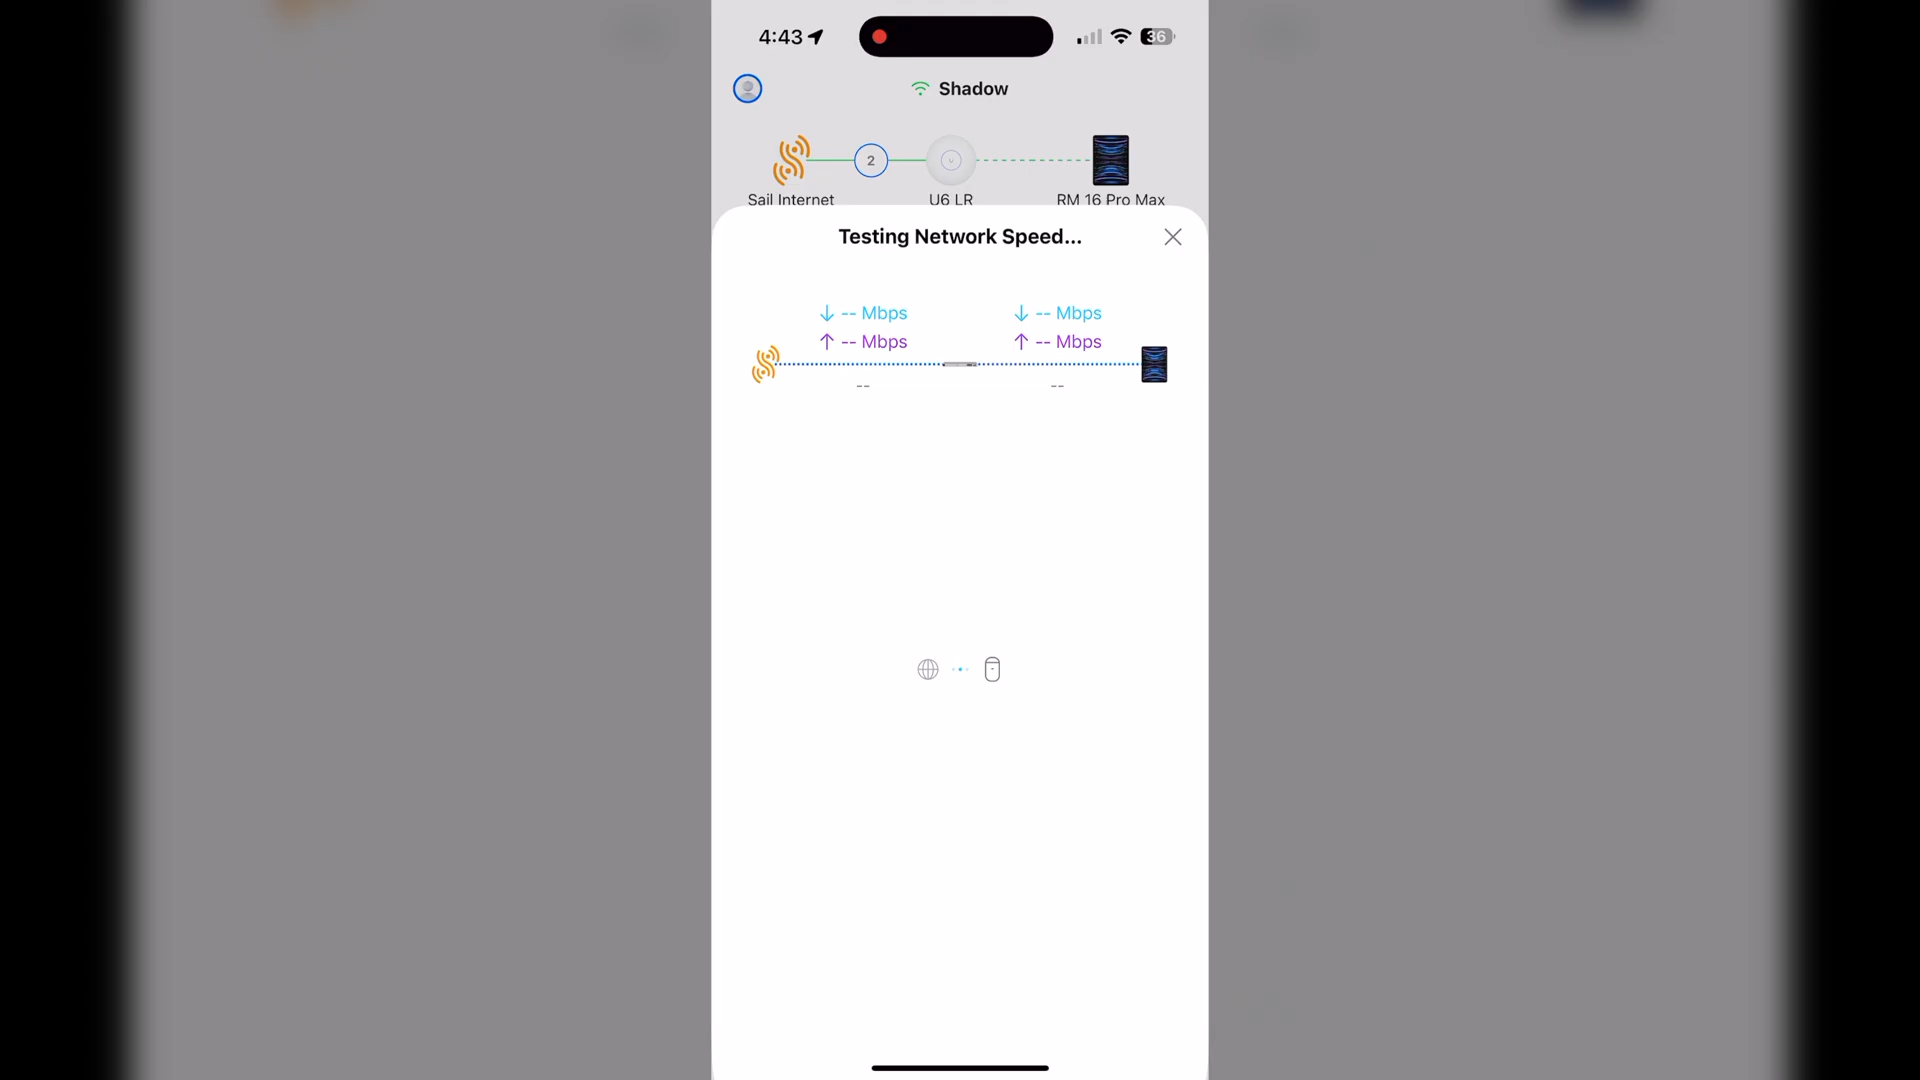 4:43
36
Shadow
2
Sail Internet
U6 LR
RM 16 Pro Max
Testing Network Speed...
↓ -- Mbps
↓ -- Mbps
↑ -- Mbps
↑ -- Mbps
--
--